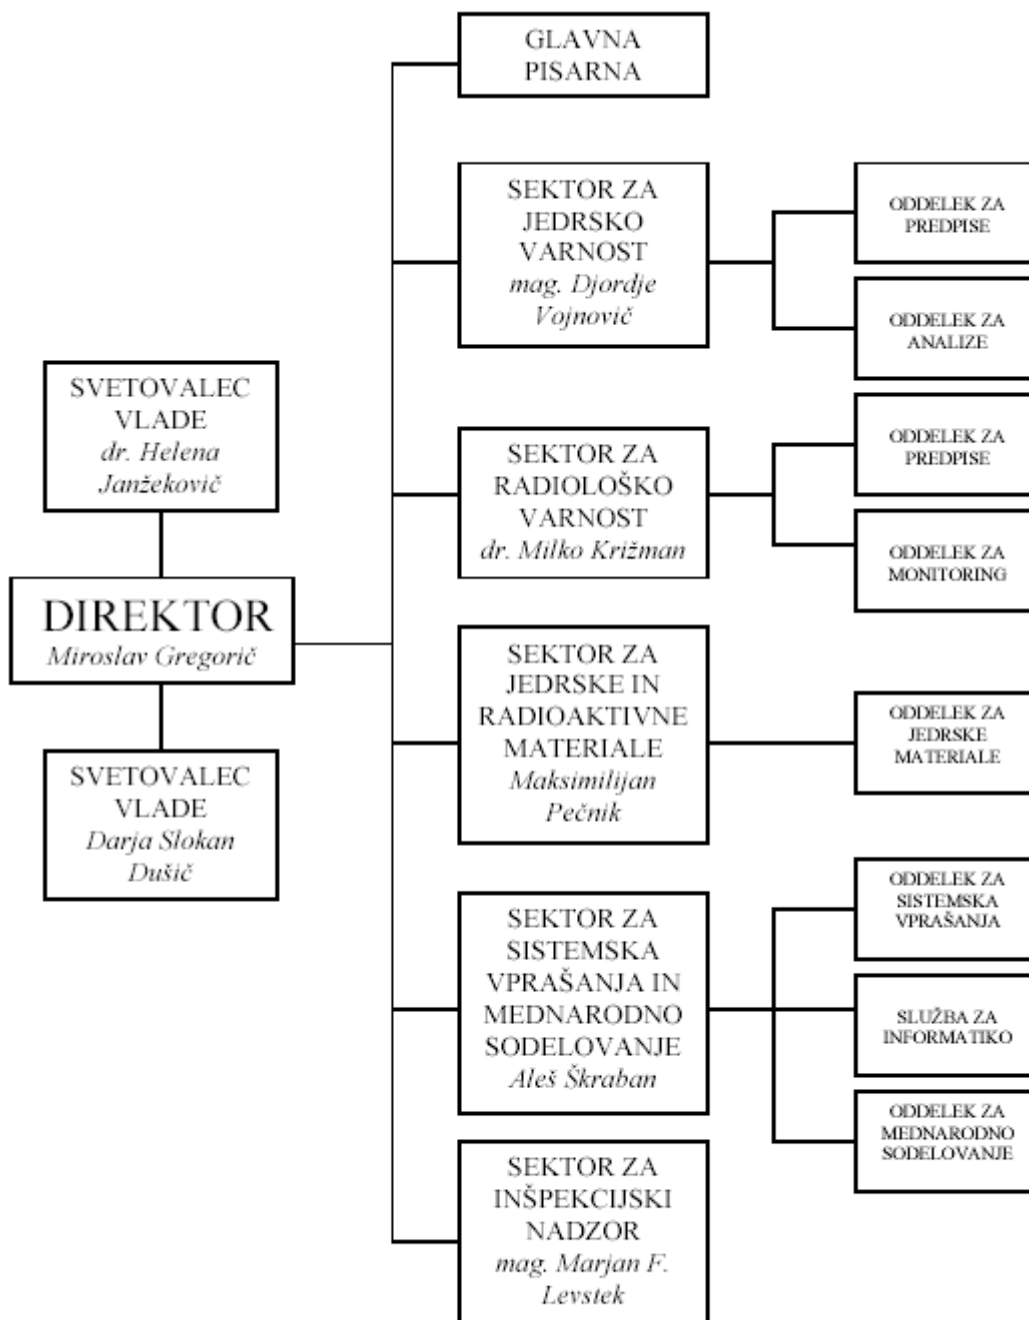 GLAVNA
PISARNA
SEKTOR ZA
JEDRSKO
VARNOST
mag. Djordje
Vojnovič
ODDELEK ZA
PREDPISE
ODDELEK ZA
ANALIZE
SVETOVALEC
VLADE
dr. Helena
Janžekovič
SEKTOR ZA
RADIOLOŠKO
VARNOST
dr. Milko Križman
ODDELEK ZA
PREDPISE
ODDELEK ZA
MONITORING
DIREKTOR
Miroslav Gregorič
SEKTOR ZA
JEDRSKE IN
RADIOAKTIVNE
MATERIALE
Maksimilijan
Pečnik
ODDELEK ZA
JEDRSKE
MATERIALE
SVETOVALEC
VLADE
Darja Slokan
Dušič
SEKTOR ZA
SISTEMSKA
VPRAŠANJA IN
MEDNARODNO
SODELOVANJE
Aleš Škraban
ODDELEK ZA
SISTEMSKA
VPRAŠANJA
SLUŽBA ZA
INFORMATIKO
ODDELEK ZA
MEDNARODNO
SODELOVANJE
SEKTOR ZA
INŠPEKCIJSKI
NADZOR
mag. Marjan F.
Levstek